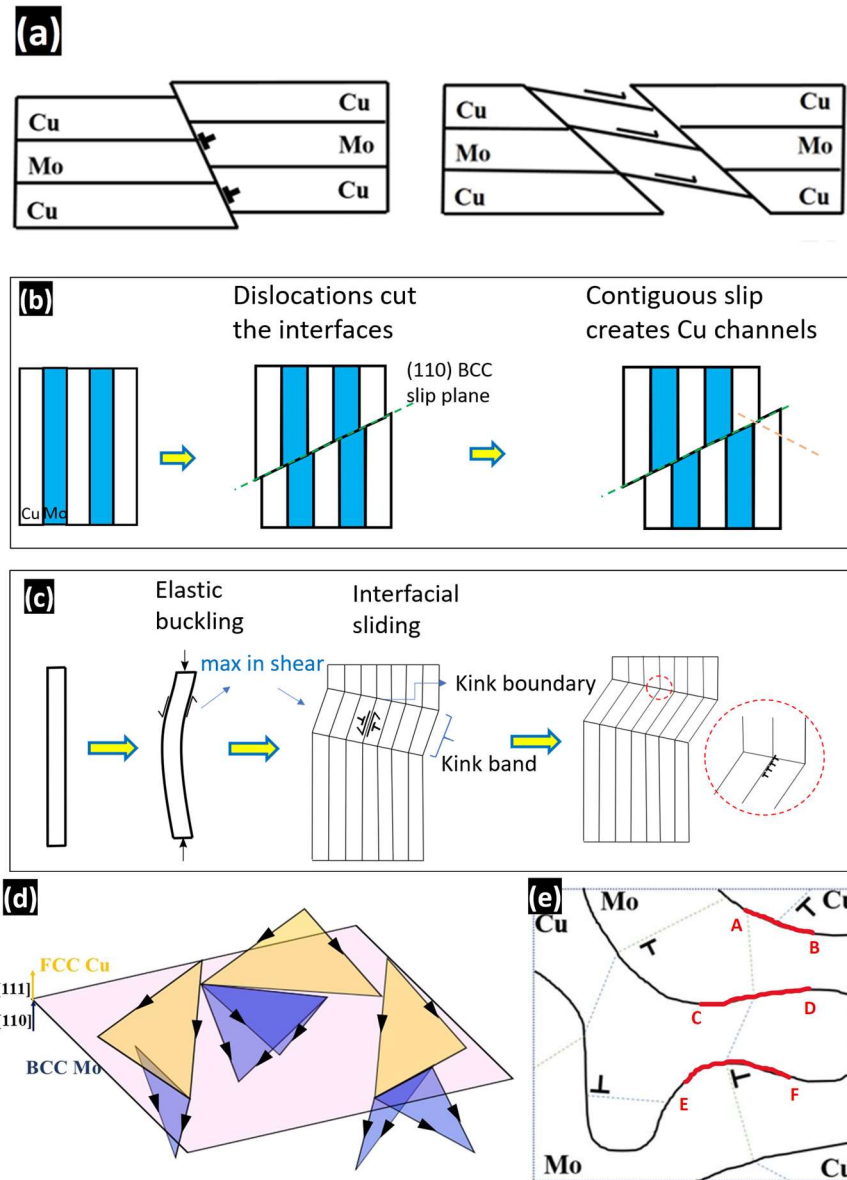 (a)
Cu
Mo
Cu
Cu
Mo
Cu
Cu
Mo
Cu
Cu
Mo
Cu
(b)
Dislocations cut
the interfaces
Contiguous slip
creates Cu channels
(110) BCC
slip plane
Cu Mo
(c)
Elastic
buckling
Interfacial
sliding
max in shear
Kink boundary
Kink band
(d)
FCC Cu
[111]
[110]
BCC Mo
(e)
Mo
Cu
Cu
A
B
C
D
E
F
Mo
Cu